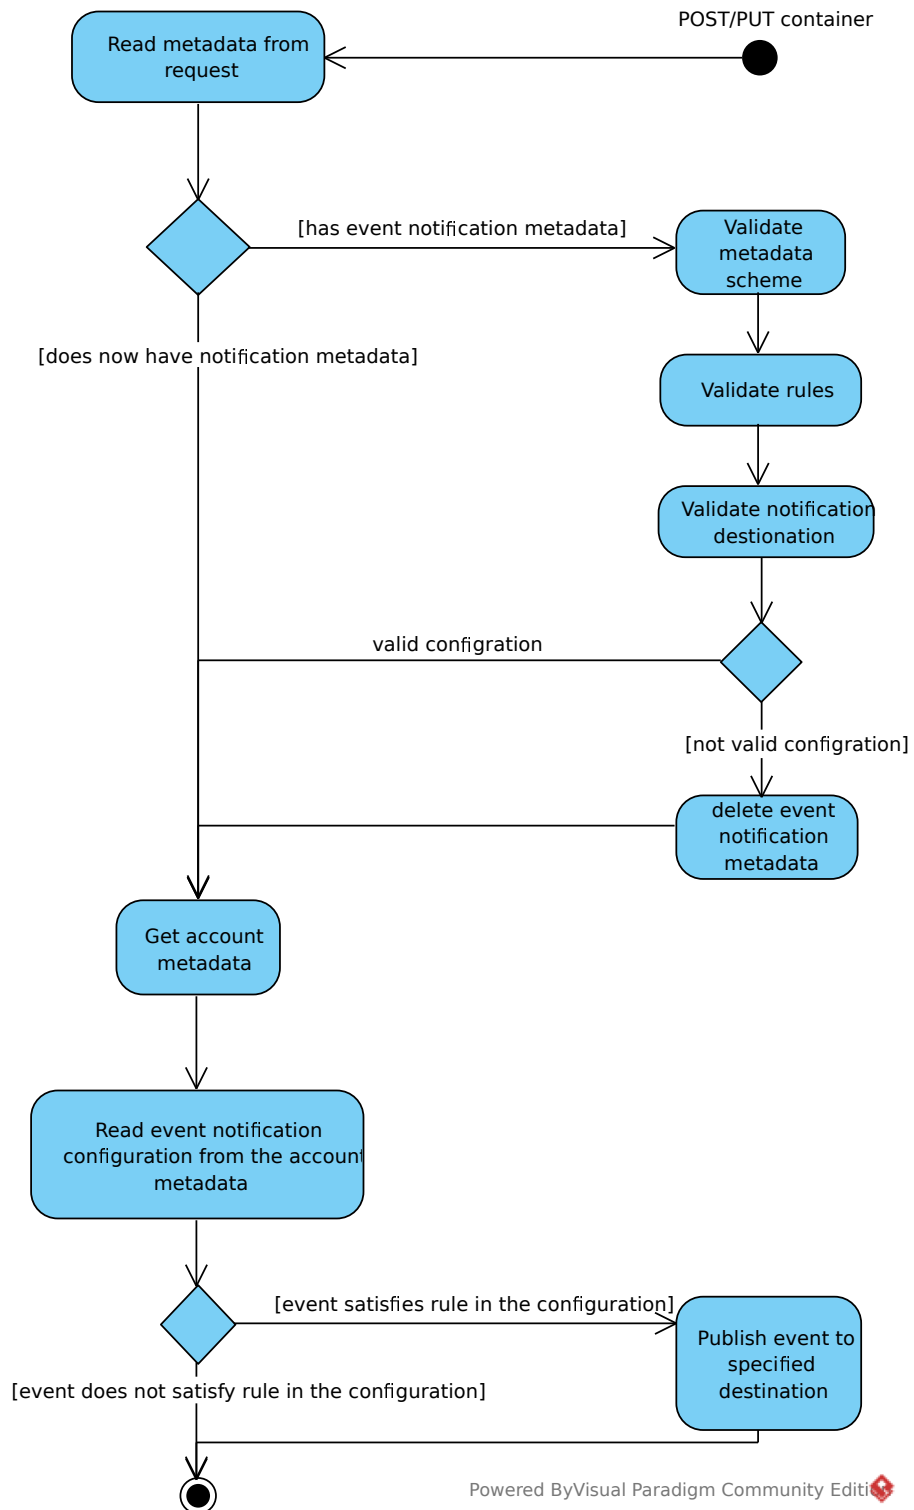 POST/PUT container
Read metadata from
request
[has event notification metadata]
Validate
metadata
scheme
[does now have notification metadata]
Validate rules
Validate notification
destionation
valid configration
[not valid configration]
delete event
notification
metadata
Get account
metadata
Read event notification
configuration from the account
metadata
[event satisfies rule in the configuration]
Publish event to
specified
destination
[event does not satisfy rule in the configuration]
Powered ByVisual Paradigm Community Edition